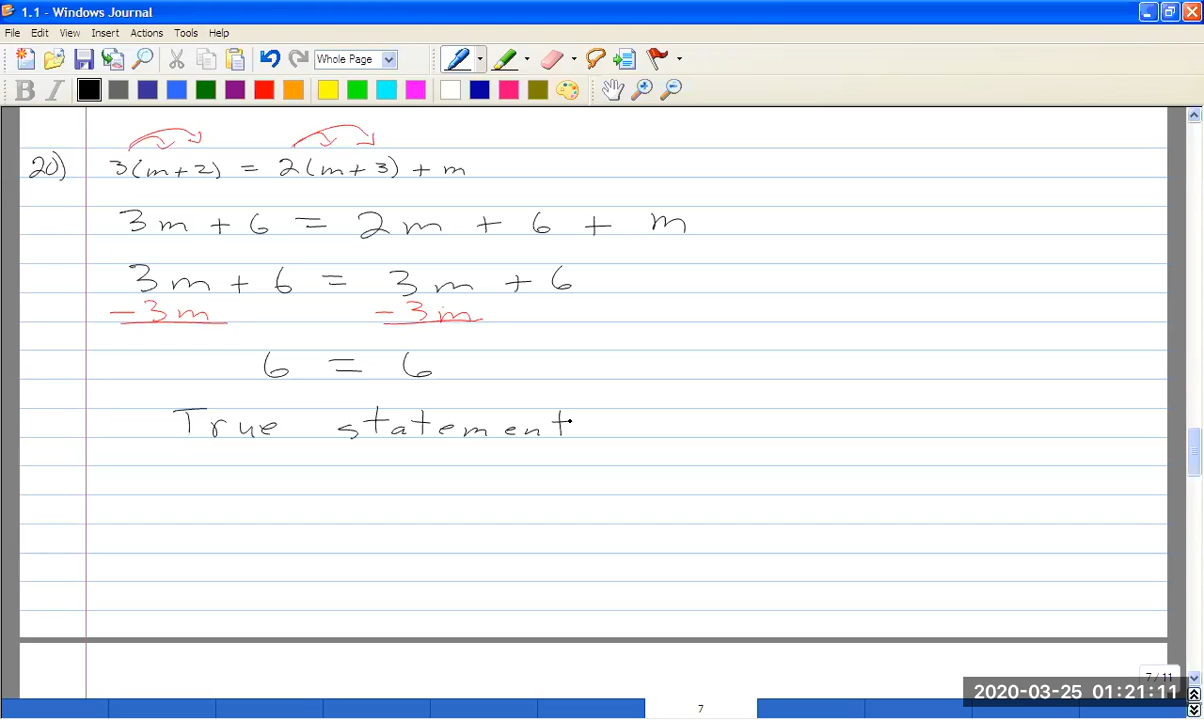 1.1 - Windows Journal
File Edit View Insert Actions Tools Help
Whole Page
B I
20) 3(m+2) = 2(m+3) + m
3m + 6 = 2m + 6 + m
3m + 6 = 3m + 6
-3m -3m
6 = 6
True statement
7/11
2020-03-25 01:21:11
7